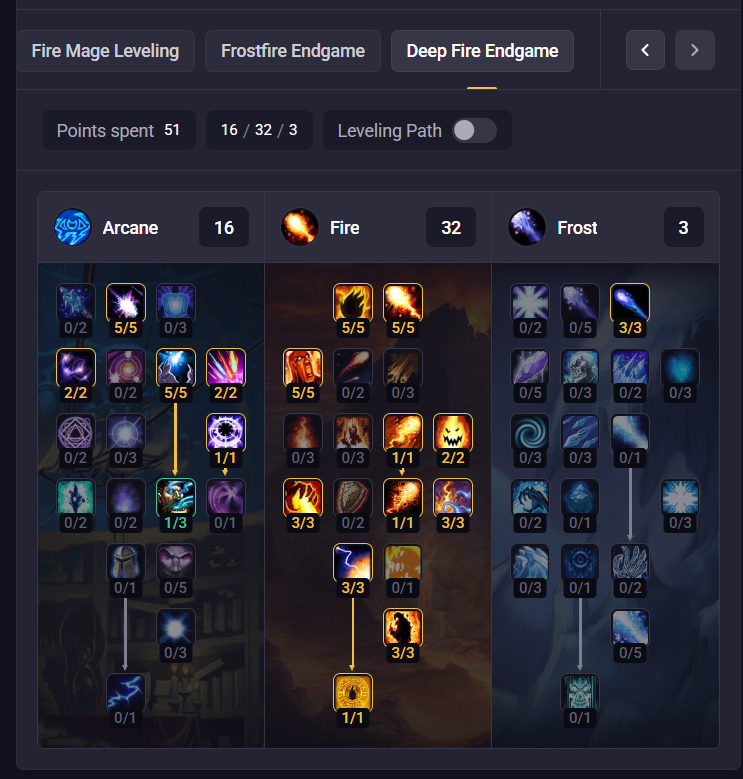 Fire Mage Leveling Frostfire Endgame Deep Fire Endgame
Points spent 51 16 / 32 / 3 Leveling Path
Arcane 16 Fire 32 Frost 3
0/2 5/5 0/3 5/5 5/5 0/2 0/5 3/3
2/2 0/2 5/5 2/2 5/5 0/2 0/3 0/5 0/3 0/2 0/3
0/2 0/3 1/1 0/3 0/3 1/1 2/2 0/3 0/3 0/1
0/2 0/2 1/3 0/1 3/3 0/2 1/1 3/3 0/2 0/1 0/3
0/1 0/5 3/3 0/1 0/3 0/1 0/2
0/3 3/3 0/5
0/1 1/1 0/1